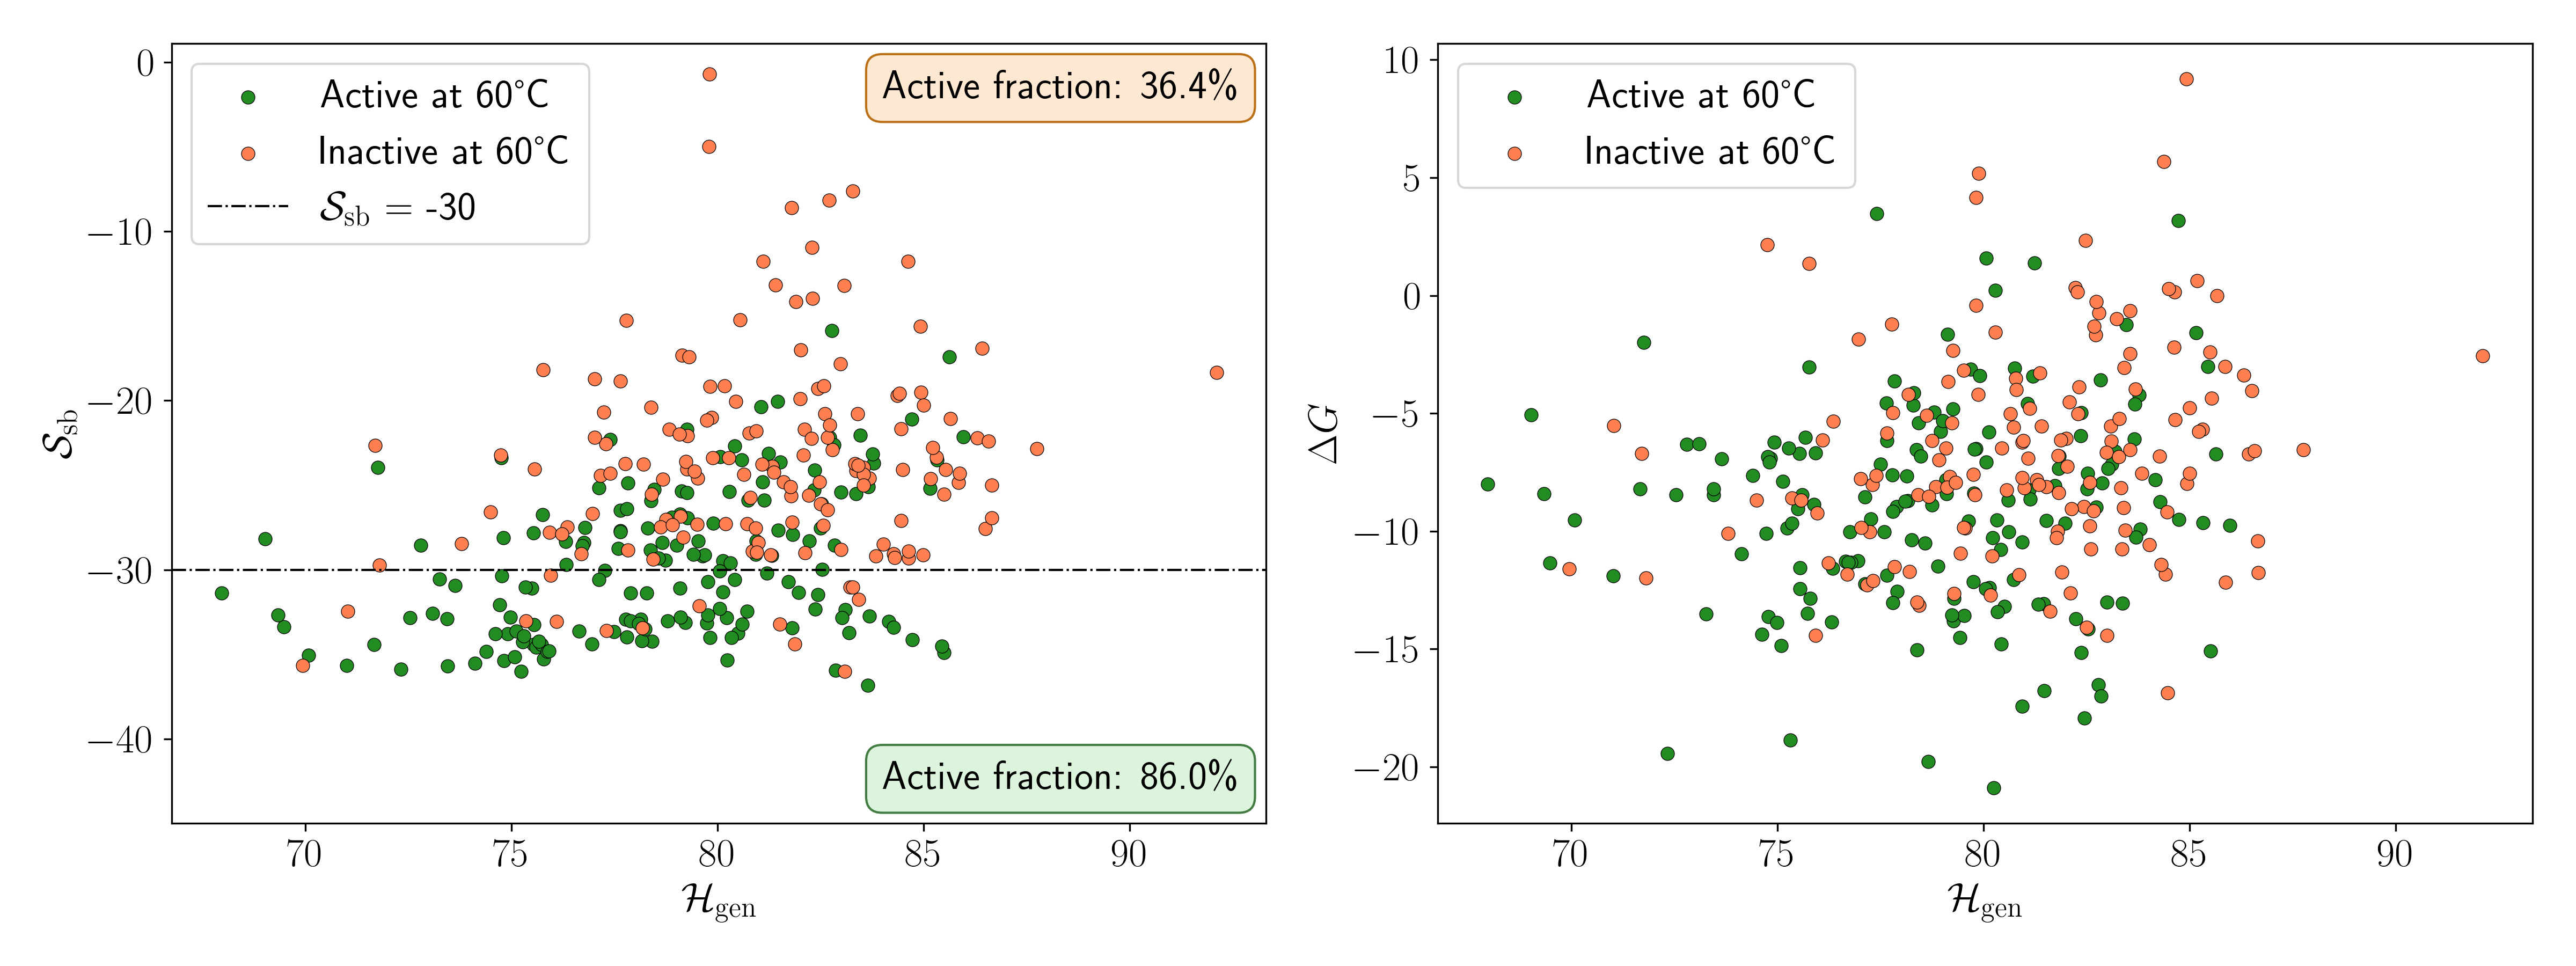 0
−10
−20
−30
−40
𝒮sb
Active at 60°C
Inactive at 60°C
𝒮sb = -30
Active fraction: 36.4%
Active fraction: 86.0%
70 75 80 85 90
ℋgen
10
5
0
−5
−10
−15
−20
ΔG
Active at 60°C
Inactive at 60°C
70 75 80 85 90
ℋgen